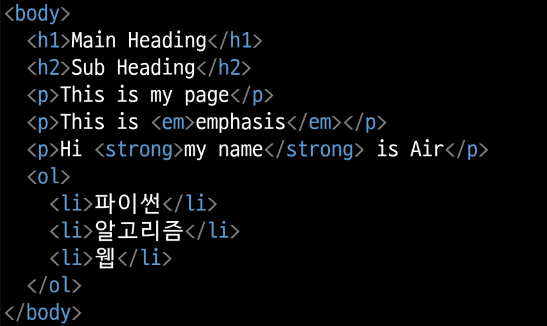 <body>
  <h1>Main Heading</h1>
  <h2>Sub Heading</h2>
  <p>This is my page</p>
  <p>This is <em>emphasis</em></p>
  <p>Hi <strong>my name</strong> is Air</p>
  <ol>
    <li>파이썬</li>
    <li>알고리즘</li>
    <li>웹</li>
  </ol>
</body>